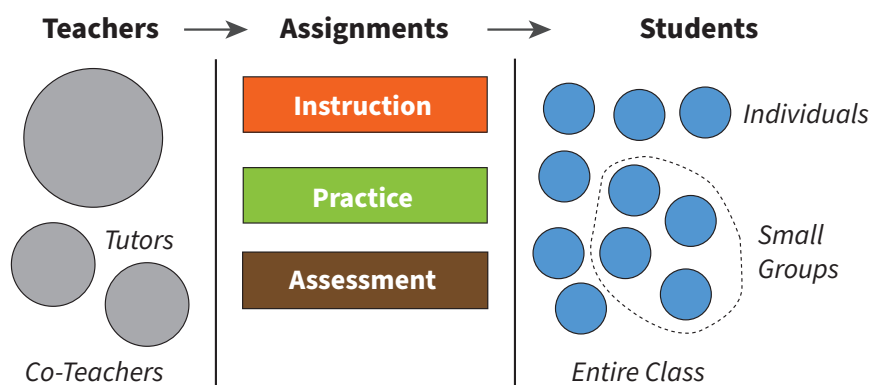 Teachers
Assignments
Students
Instruction
Practice
Assessment
Tutors
Co-Teachers
Individuals
Small
Groups
Entire Class